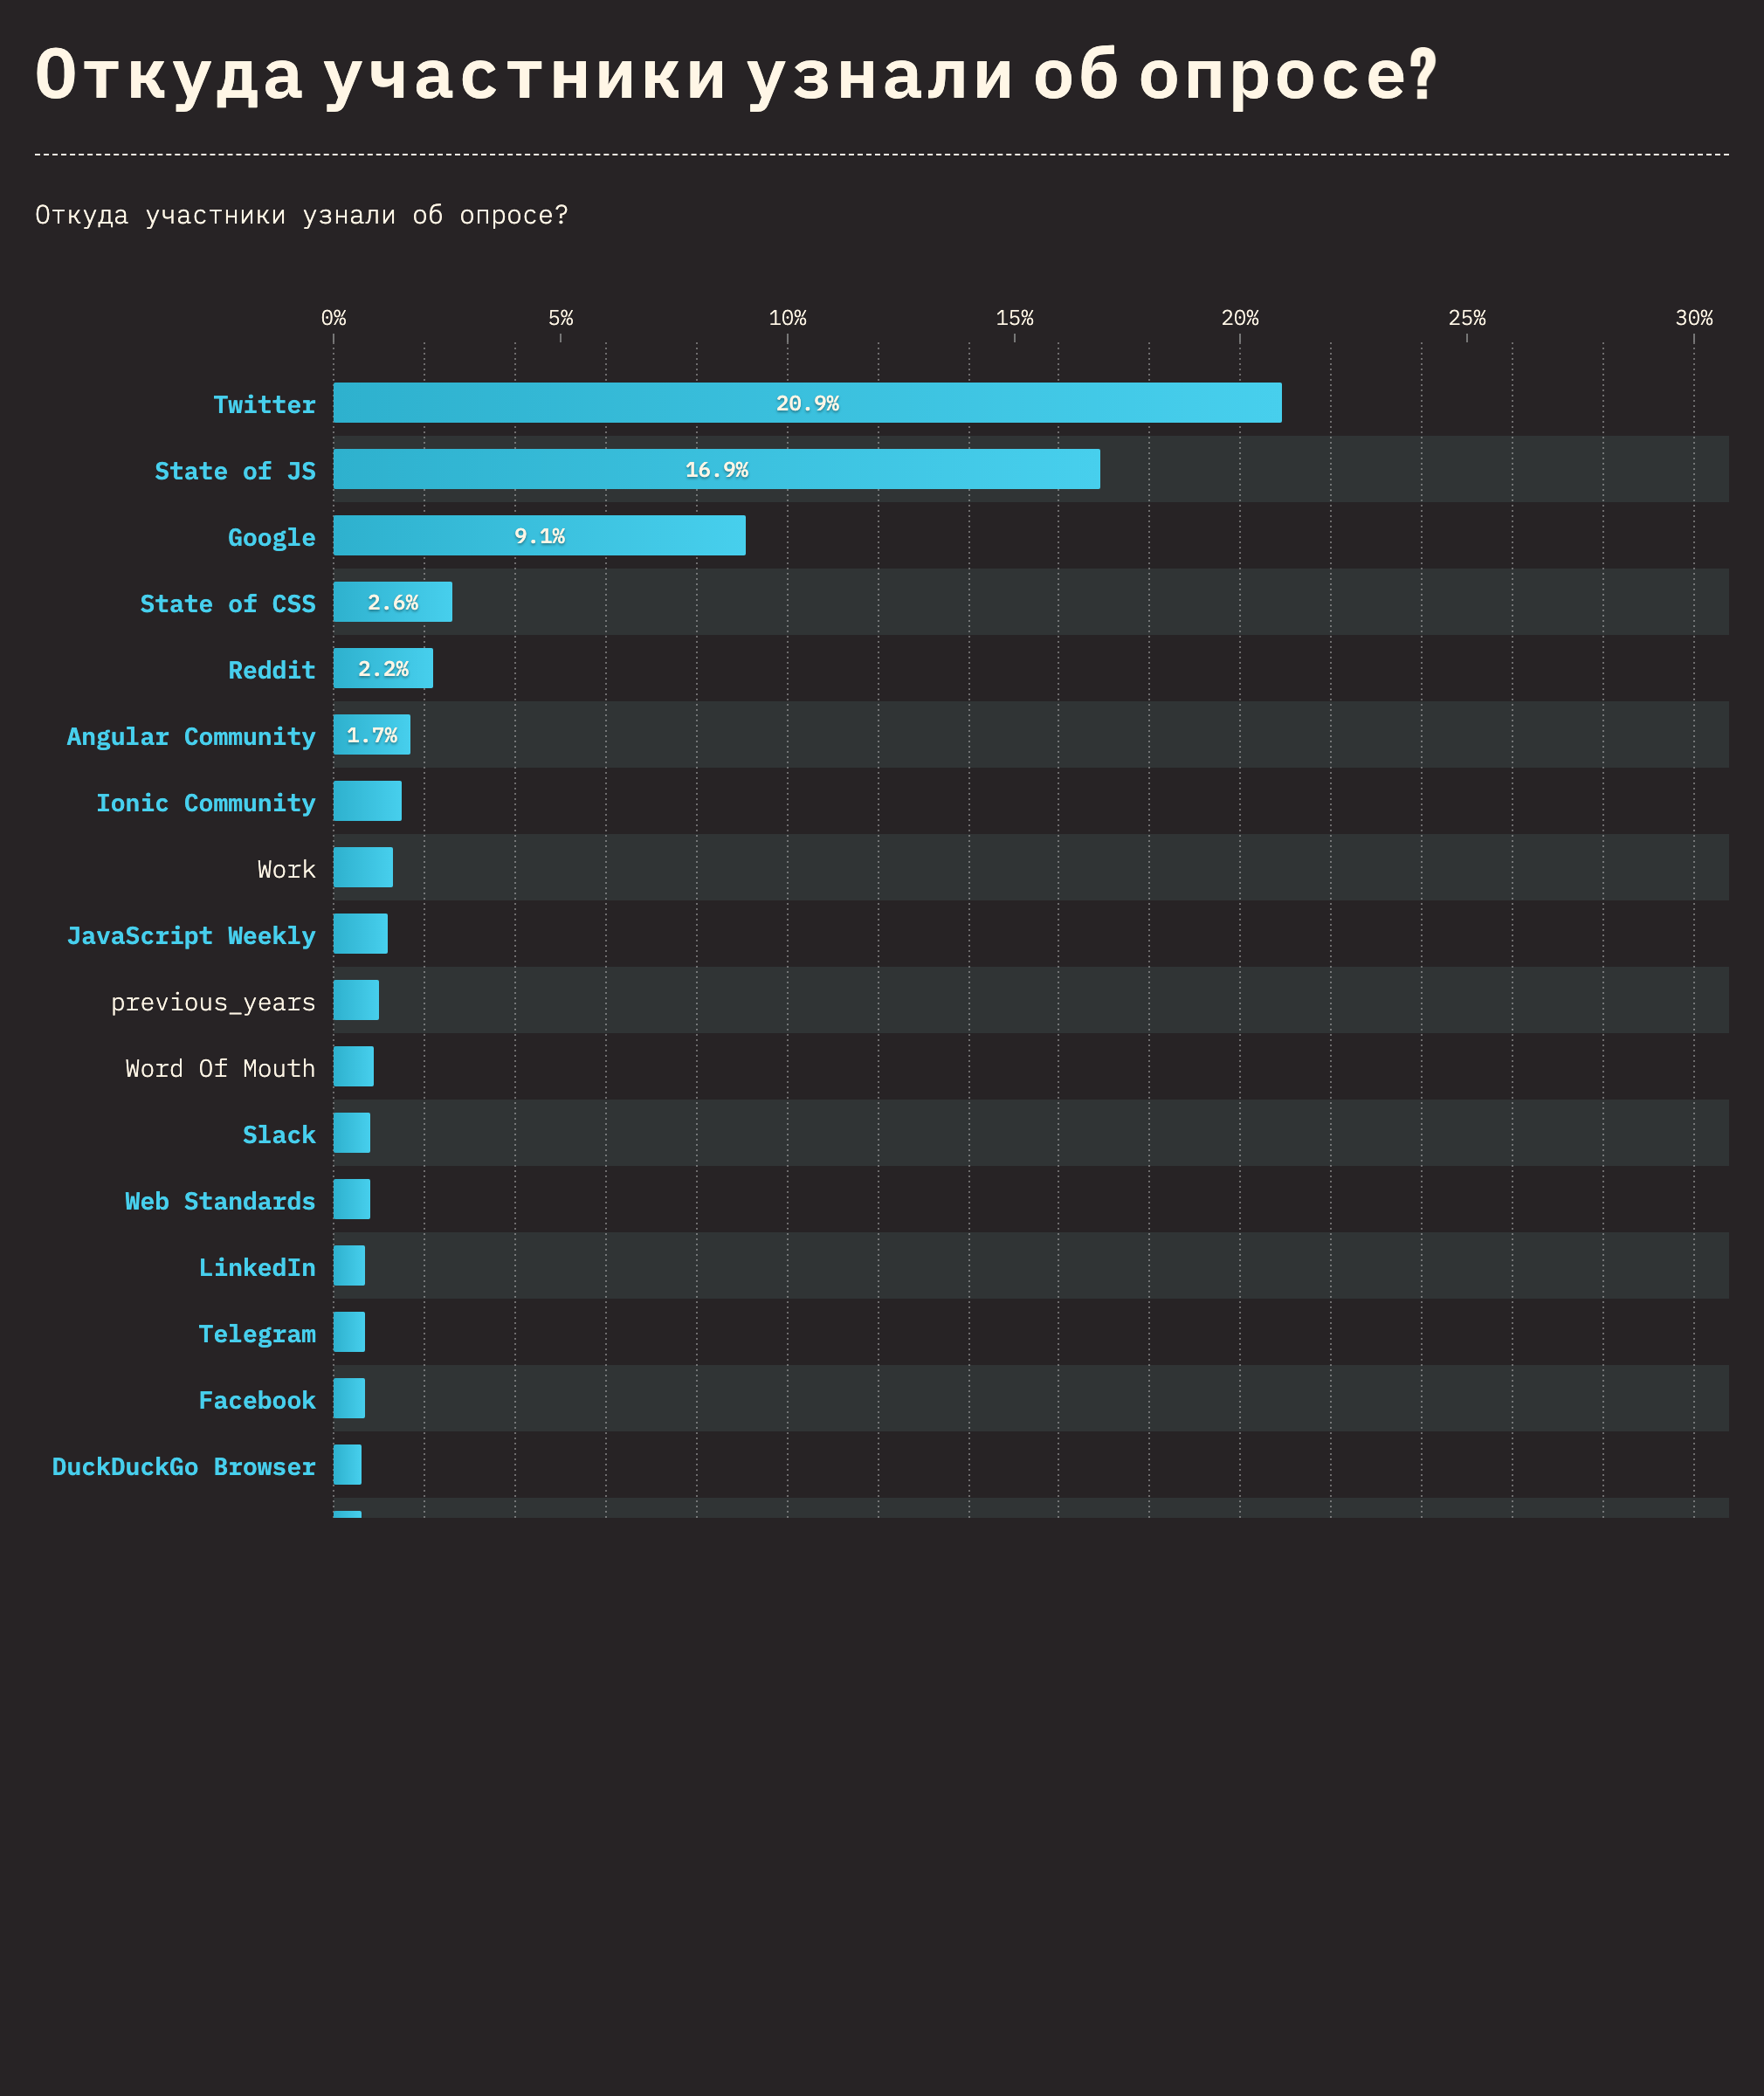 Откуда участники узнали об опросе?
Откуда участники узнали об опросе?
0% 5% 10% 15% 20% 25% 30%
Twitter 20.9%
State of JS 16.9%
Google 9.1%
State of CSS 2.6%
Reddit 2.2%
Angular Community 1.7%
Ionic Community
Work
JavaScript Weekly
previous_years
Word Of Mouth
Slack
Web Standards
LinkedIn
Telegram
Facebook
DuckDuckGo Browser